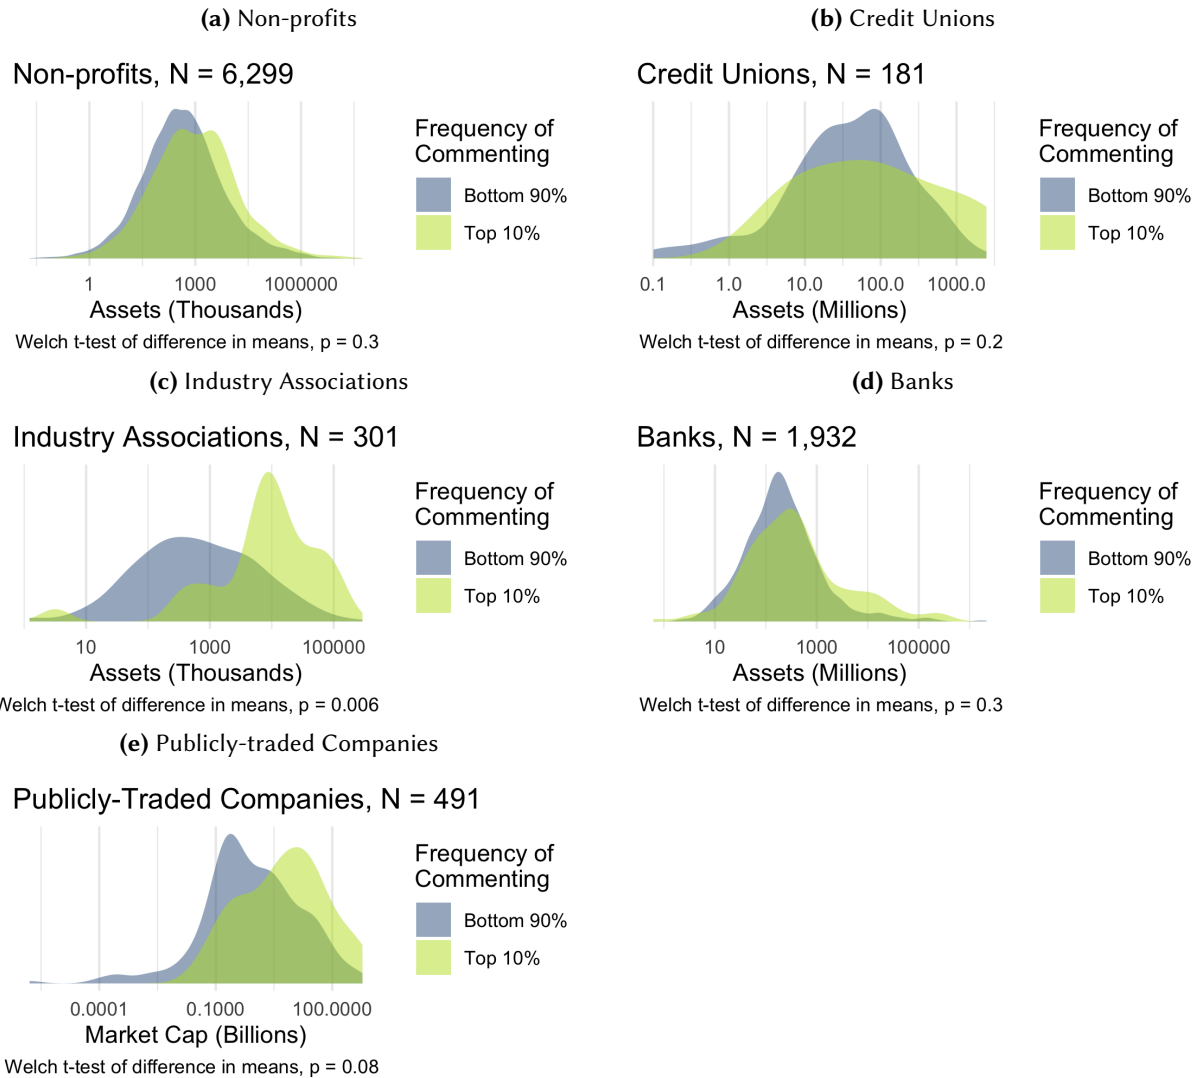 (a) Non-profits
Non-profits, N = 6,299
Frequency of
Commenting
Bottom 90%
Top 10%
1 1000 1000000
Assets (Thousands)
Welch t-test of difference in means, p = 0.3
(b) Credit Unions
Credit Unions, N = 181
Frequency of
Commenting
Bottom 90%
Top 10%
0.1 1.0 10.0 100.0 1000.0
Assets (Millions)
Welch t-test of difference in means, p = 0.2
(c) Industry Associations
Industry Associations, N = 301
Frequency of
Commenting
Bottom 90%
Top 10%
10 1000 100000
Assets (Thousands)
Welch t-test of difference in means, p = 0.006
(d) Banks
Banks, N = 1,932
Frequency of
Commenting
Bottom 90%
Top 10%
10 1000 100000
Assets (Millions)
Welch t-test of difference in means, p = 0.3
(e) Publicly-traded Companies
Publicly-Traded Companies, N = 491
Frequency of
Commenting
Bottom 90%
Top 10%
0.0001 0.1000 100.0000
Market Cap (Billions)
Welch t-test of difference in means, p = 0.08